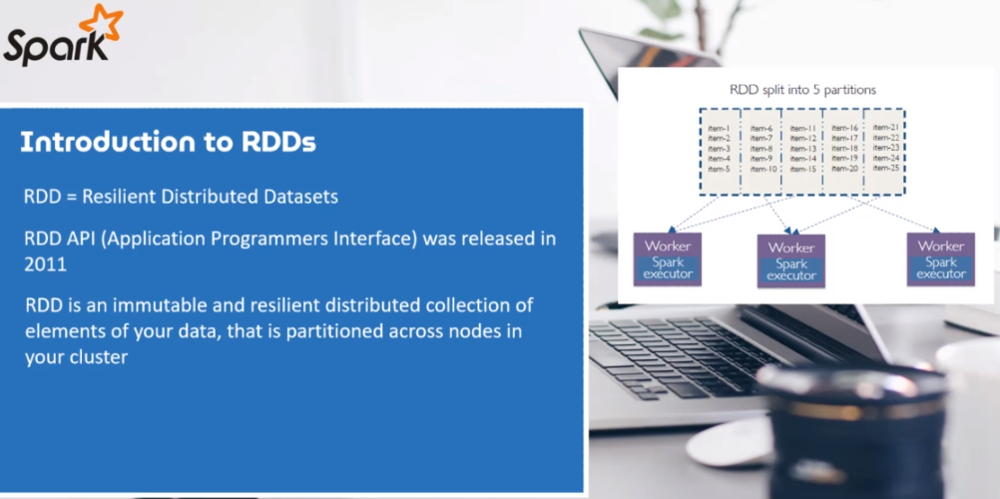 Spark
Introduction to RDDs
RDD = Resilient Distributed Datasets
RDD API (Application Programmers Interface) was released in
2011
RDD is an immutable and resilient distributed collection of
elements of your data, that is partitioned across nodes in
your cluster
RDD split into 5 partitions
item-1 item-6 item-11 item-16 item-21
item-2 item-7 item-12 item-17 item-22
item-3 item-8 item-13 item-18 item-23
item-4 item-9 item-14 item-19 item-24
item-5 item-10 item-15 item-20 item-25
Worker Worker Worker
Spark Spark Spark
executor executor executor